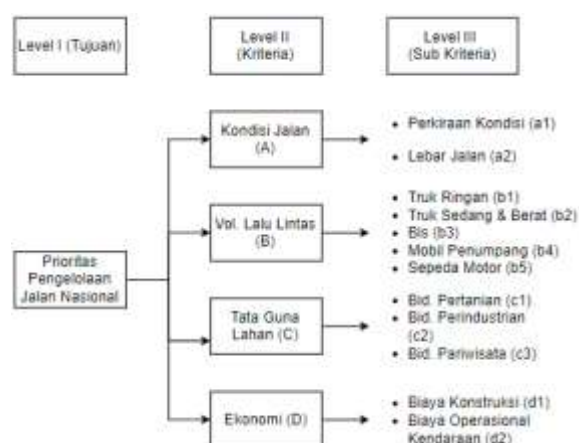 Level I (Tujuan)
Level II
(Kriteria)
Level III
(Sub Kriteria)
Kondisi Jalan
(A)
• Perkiraan Kondisi (a1)
• Lebar Jalan (a2)
Vol. Lalu Lintas
(B)
• Truk Ringan (b1)
• Truk Sedang & Berat (b2)
• Bis (b3)
• Mobil Penumpang (b4)
• Sepeda Motor (b5)
Prioritas
Pengelolaan
Jalan Nasional
Tata Guna
Lahan (C)
• Bid. Pertanian (c1)
• Bid. Perindustrian
(c2)
• Bid. Pariwisata (c3)
Ekonomi (D)
• Biaya Konstruksi (d1)
• Biaya Operasional
Kendaraan (d2)